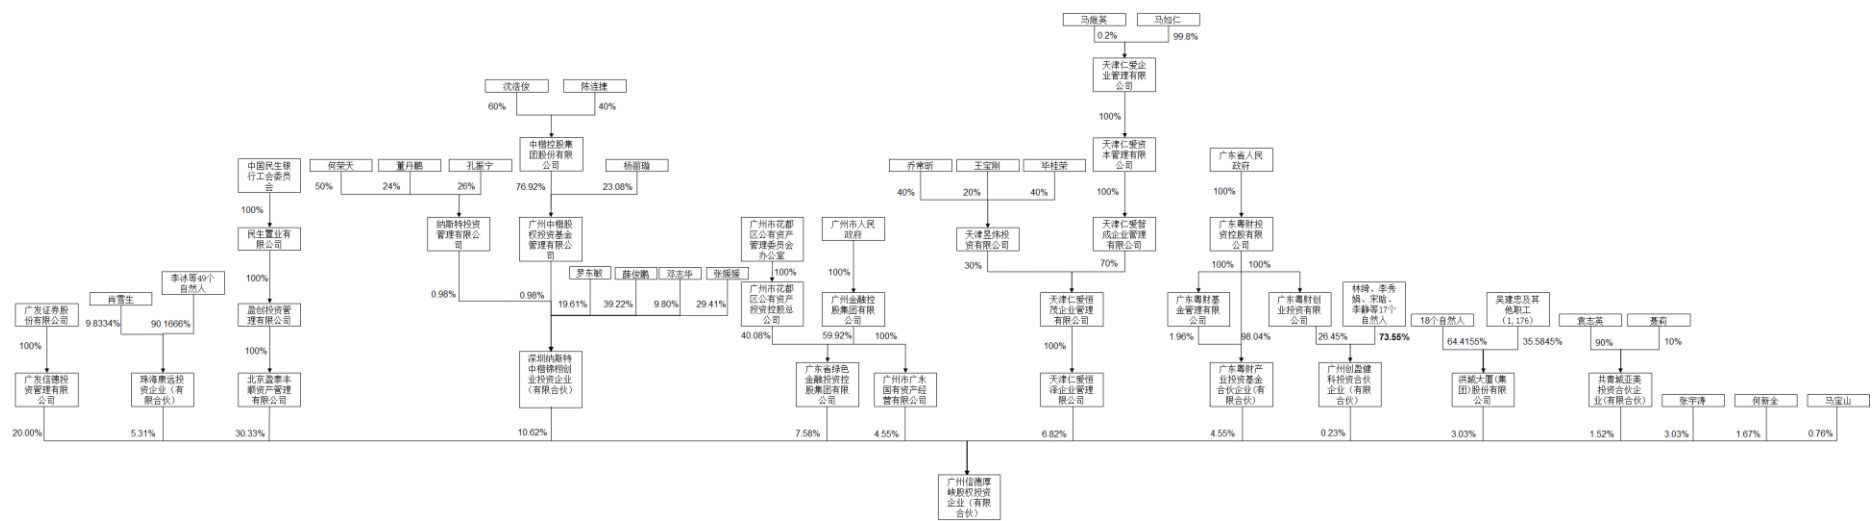 马继英
马如仁
0.2%
99.8%
天津仁爱企
业管理有限
公司
100%
沈浩俊
陈连捷
60%
40%
中楷控股集
团股份有限
公司
天津仁爱资
本管理有限
公司
中国民生银
行工会委员
会
何荣天
董丹鹏
孔振宁
杨丽璇
乔常昕
王宝刚
毕桂荣
广东省人民
政府
50%
24%
26%
76.92%
23.08%
40%
20%
40%
100%
100%
100%
民生置业有
限公司
纳斯特投资
管理有限公
司
广州中楷股
权投资基金
管理有限公
司
广州市花都
区公有资产
管理委员会
办公室
广州市人民
政府
天津昱炜投
资有限公司
天津仁爱智
成企业管理
有限公司
广东粤财投
资控股有限
公司
30%
70%
100%
100%
李冰等49个
自然人
100%
罗东敏
薛俊鹏
邓志华
张媛媛
100%
100%
肖雪生
0.98%
0.98%
19.61%
39.22%
9.80%
29.41%
广发证券股
份有限公司
9.8334%
90.1666%
盈创投资管
理有限公司
广州市花都
区公有资产
投资控股总
公司
广州金融控
股集团有限
公司
天津仁爱恒
茂企业管理
有限公司
广东粤财基
金管理有限
公司
广东粤财创
业投资有限
公司
林绮、李秀
娟、宋晗、
李静等17个
自然人
18个自然人
吴建忠及其
他职工
(1,176)
袁志英
聂莉
100%
100%
40.08%
59.92%
100%
100%
1.96%
98.04%
26.45%
73.55%
64.4155%
35.5845%
90%
10%
广发信德投
资管理有限
公司
珠海康远投
资企业（有
限合伙）
北京盈泰丰
顺资产管理
有限公司
深圳纳斯特
中楷锦栩创
业投资企业
（有限合伙）
广东省绿色
金融投资控
股集团有限
公司
广州市广永
国有资产经
营有限公司
天津仁爱恒
泽企业管理
有限公司
广东粤财产
业投资基金
合伙企业(有
限合伙)
广州创盈健
科投资合伙
企业（有限
合伙）
洪城大厦(集
团)股份有限
公司
共青城亚美
投资合伙企
业(有限合伙)
张宇涛
何新全
马宝山
20.00%
5.31%
30.33%
10.62%
7.58%
4.55%
6.82%
4.55%
0.23%
3.03%
1.52%
3.03%
1.67%
0.76%
广州信德厚
峡股权投资
企业（有限
合伙）